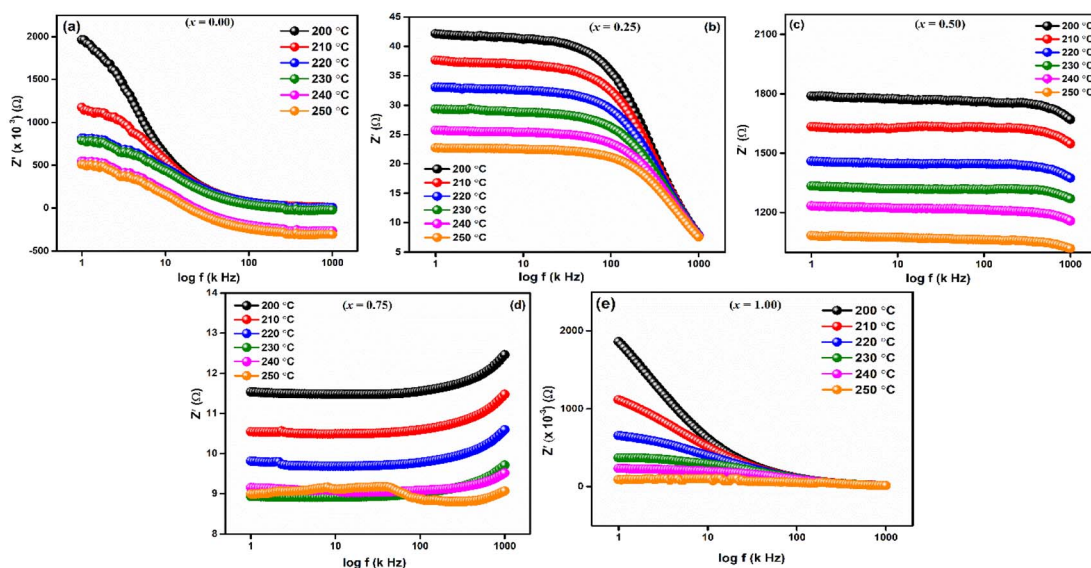 (a)
(x = 0.00)
200 °C
210 °C
220 °C
230 °C
240 °C
250 °C
2000
1500
1000
500
0
-500
Z' (x 10⁻³) (Ω)
1
10
100
1000
log f (k Hz)
(x = 0.25)
(b)
45
40
35
30
25
20
15
10
5
Z' (Ω)
200 °C
210 °C
220 °C
230 °C
240 °C
250 °C
1
10
100
1000
log f (k Hz)
(c)
(x = 0.50)
200 °C
210 °C
220 °C
230 °C
240 °C
250 °C
2100
1800
1500
1200
Z' (Ω)
1
10
100
1000
log f (k Hz)
(x = 0.75)
(d)
200 °C
210 °C
220 °C
230 °C
240 °C
250 °C
14
13
12
11
10
9
8
Z' (Ω)
1
10
100
1000
log f (k Hz)
(e)
(x = 1.00)
200 °C
210 °C
220 °C
230 °C
240 °C
250 °C
2000
1000
0
Z' (x 10⁻³) (Ω)
1
10
100
1000
log f (k Hz)